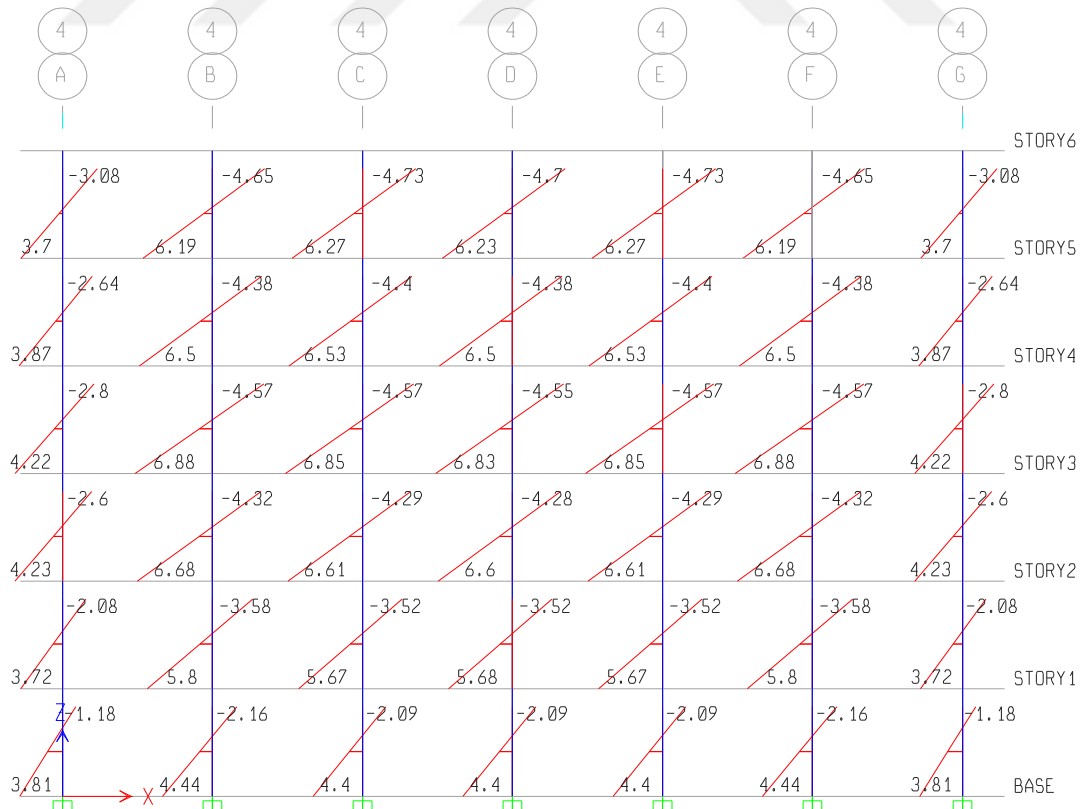 4 4 4 4 4 4 4
A B C D E F G
STORY6
-3.08 -4.65 -4.73 -4.7 -4.73 -4.65 -3.08
3.7 6.19 6.27 6.23 6.27 6.19 3.7 STORY5
-2.64 -4.38 -4.4 -4.38 -4.4 -4.38 -2.64
3.87 6.5 6.53 6.5 6.53 6.5 3.87 STORY4
-2.8 -4.57 -4.57 -4.55 -4.57 -4.57 -2.8
4.22 6.88 6.85 6.83 6.85 6.88 4.22 STORY3
-2.6 -4.32 -4.29 -4.28 -4.29 -4.32 -2.6
4.23 6.68 6.61 6.6 6.61 6.68 4.23 STORY2
-2.08 -3.58 -3.52 -3.52 -3.52 -3.58 -2.08
3.72 5.8 5.67 5.68 5.67 5.8 3.72 STORY1
Z -1.18 -2.16 -2.09 -2.09 -2.09 -2.16 -1.18
3.81 4.44 4.4 4.4 4.4 4.44 3.81 BASE
X